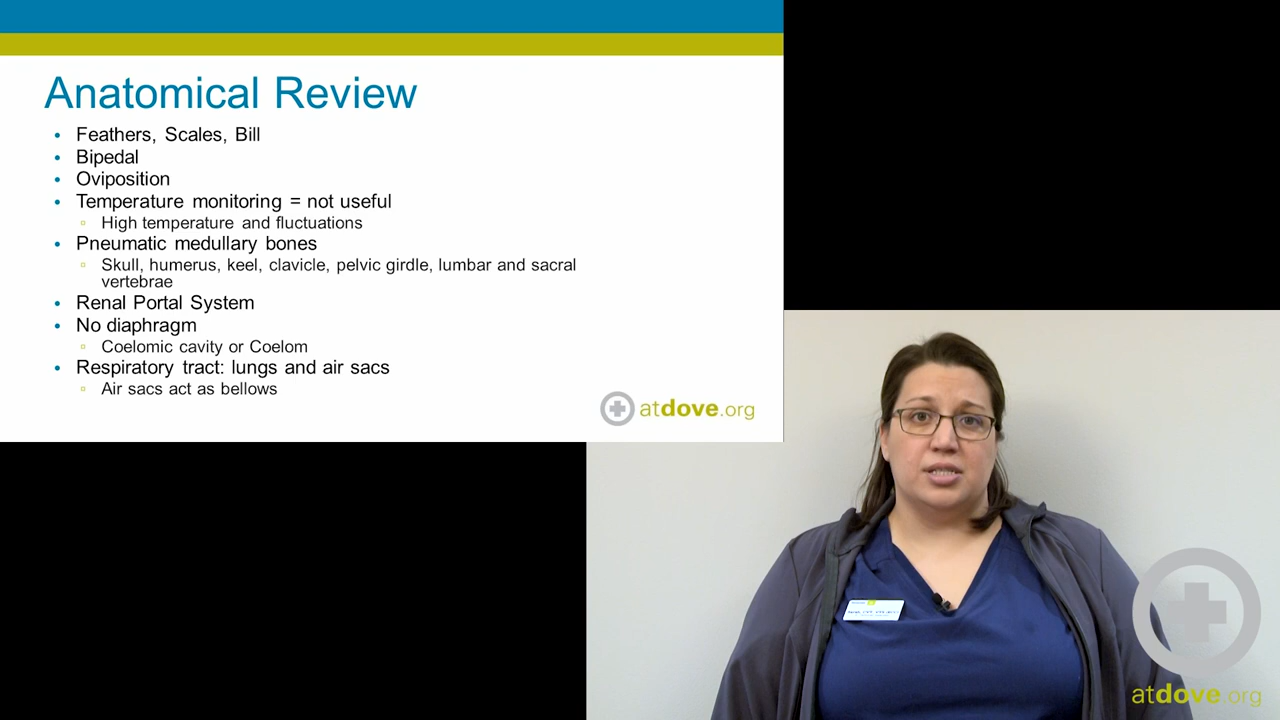 Anatomical Review
• Feathers, Scales, Bill
• Bipedal
• Oviposition
• Temperature monitoring = not useful
▫ High temperature and fluctuations
• Pneumatic medullary bones
▫ Skull, humerus, keel, clavicle, pelvic girdle, lumbar and sacral
vertebrae
• Renal Portal System
• No diaphragm
▫ Coelomic cavity or Coelom
• Respiratory tract: lungs and air sacs
▫ Air sacs act as bellows
atdove.org
atdove.org